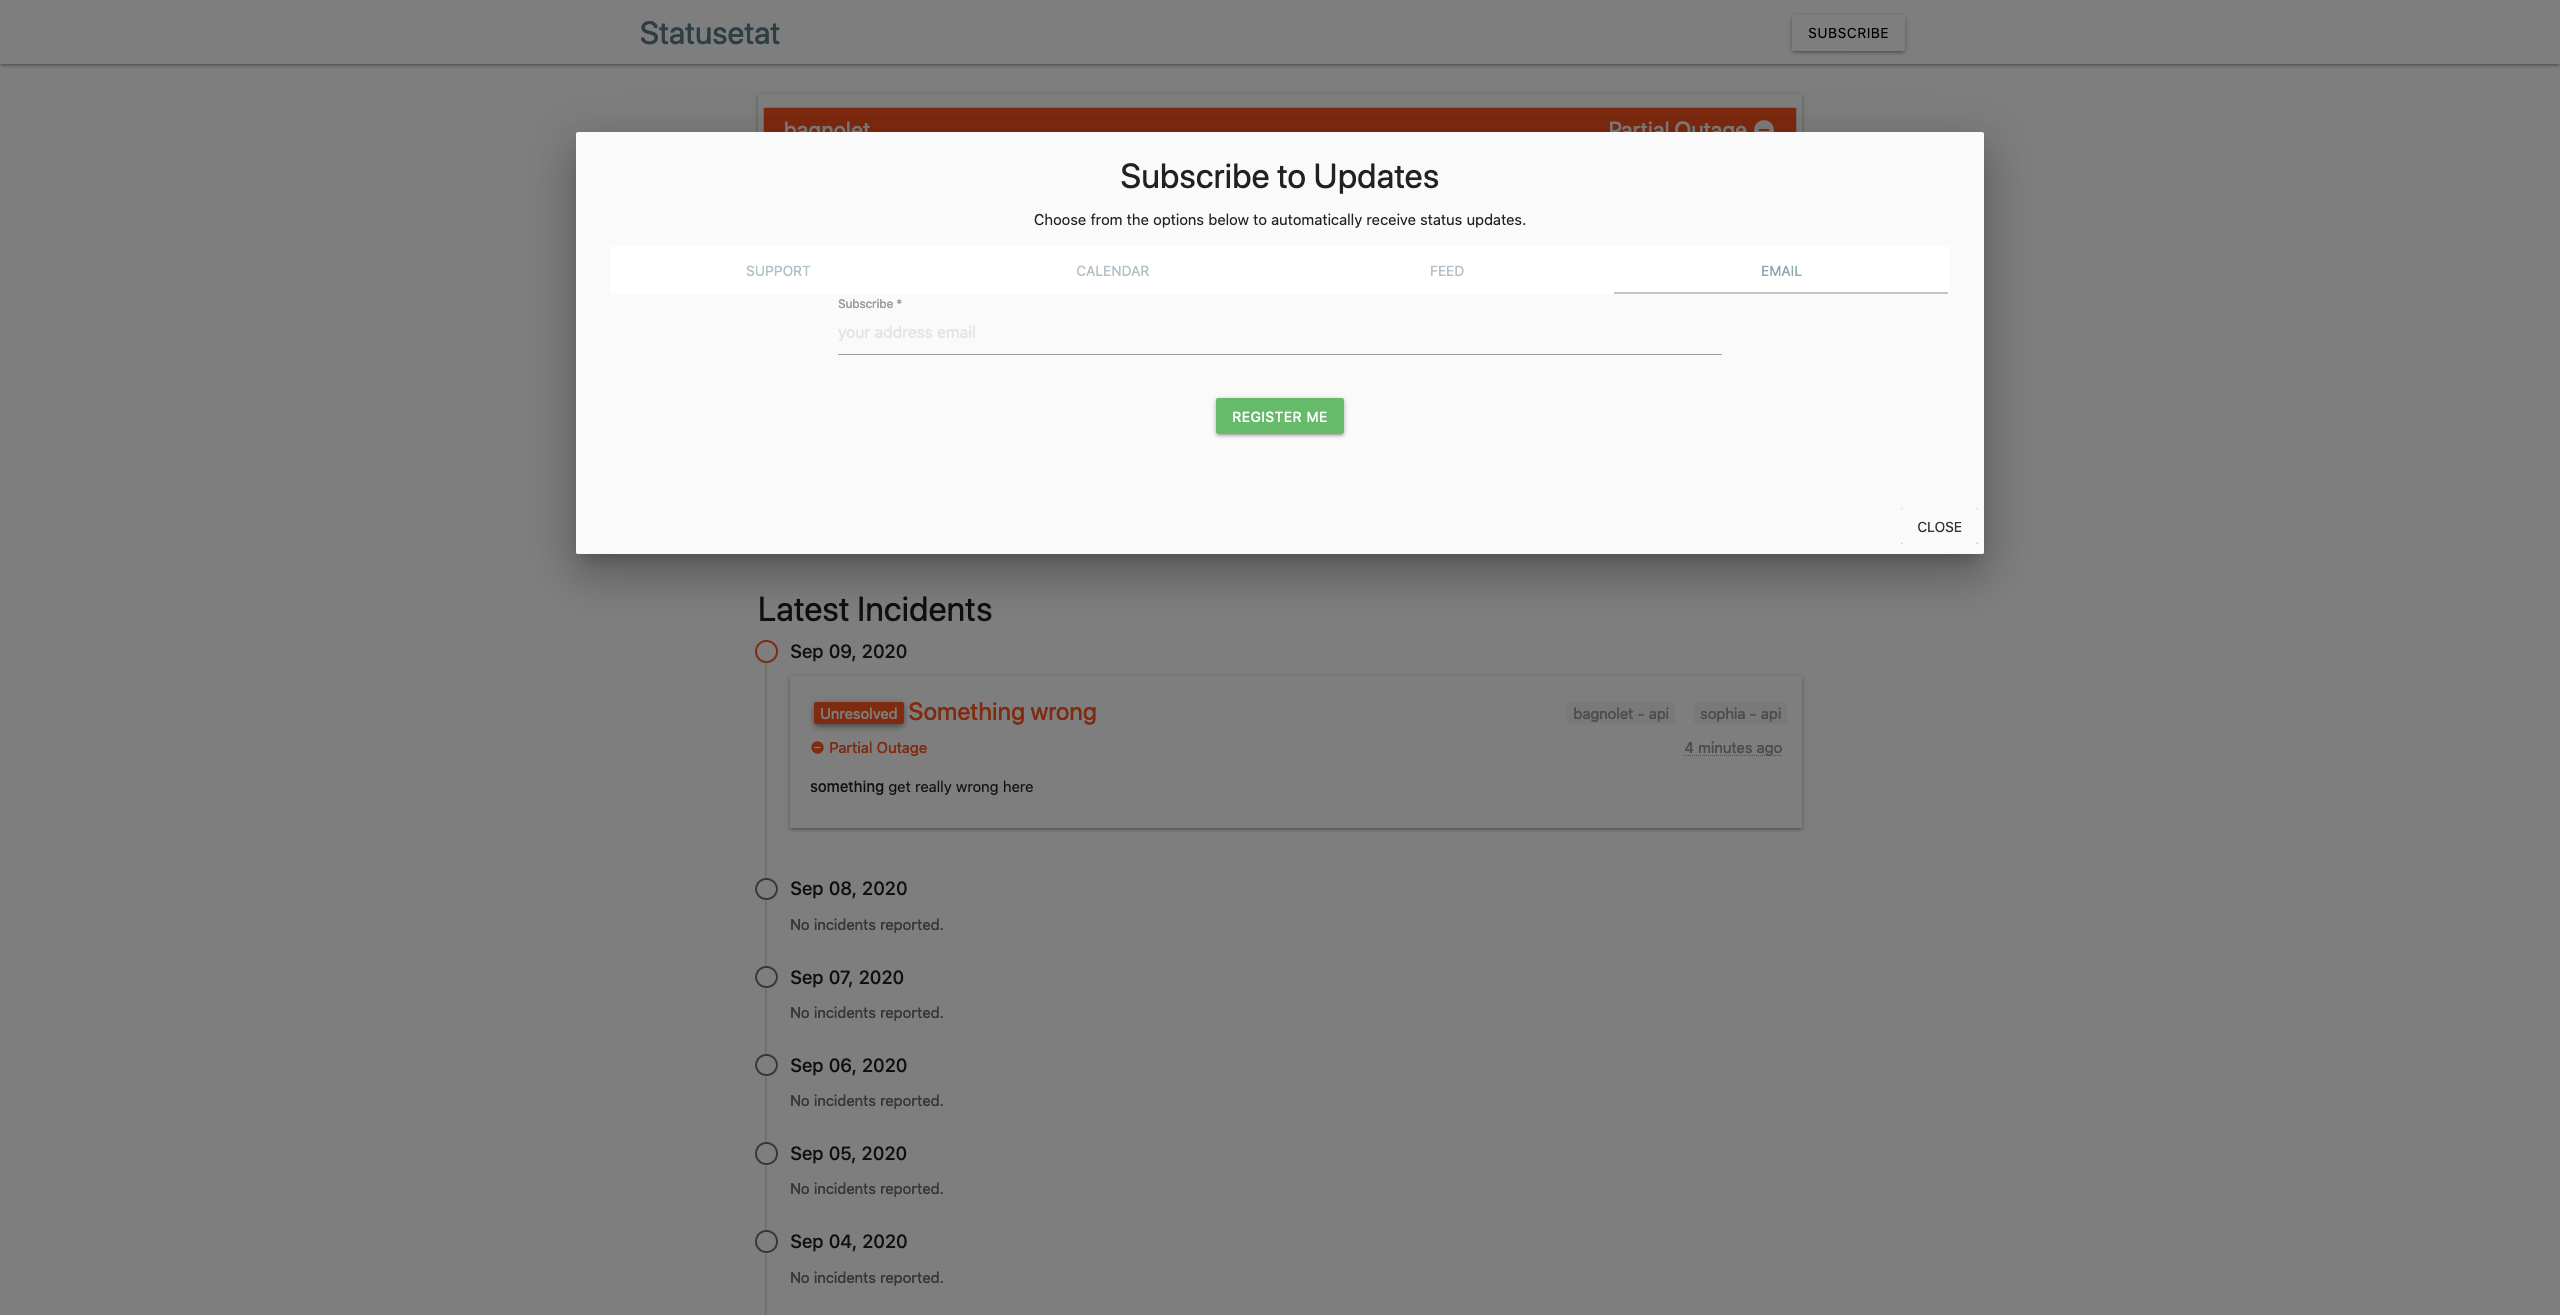 Statusetat
SUBSCRIBE
bagnolet
Partial Outage
Subscribe to Updates
Choose from the options below to automatically receive status updates.
SUPPORT
CALENDAR
FEED
EMAIL
Subscribe *
your address email
REGISTER ME
CLOSE
Latest Incidents
Sep 09, 2020
Unresolved Something wrong
bagnolet - api
sophia - api
Partial Outage
4 minutes ago
something get really wrong here
Sep 08, 2020
No incidents reported.
Sep 07, 2020
No incidents reported.
Sep 06, 2020
No incidents reported.
Sep 05, 2020
No incidents reported.
Sep 04, 2020
No incidents reported.